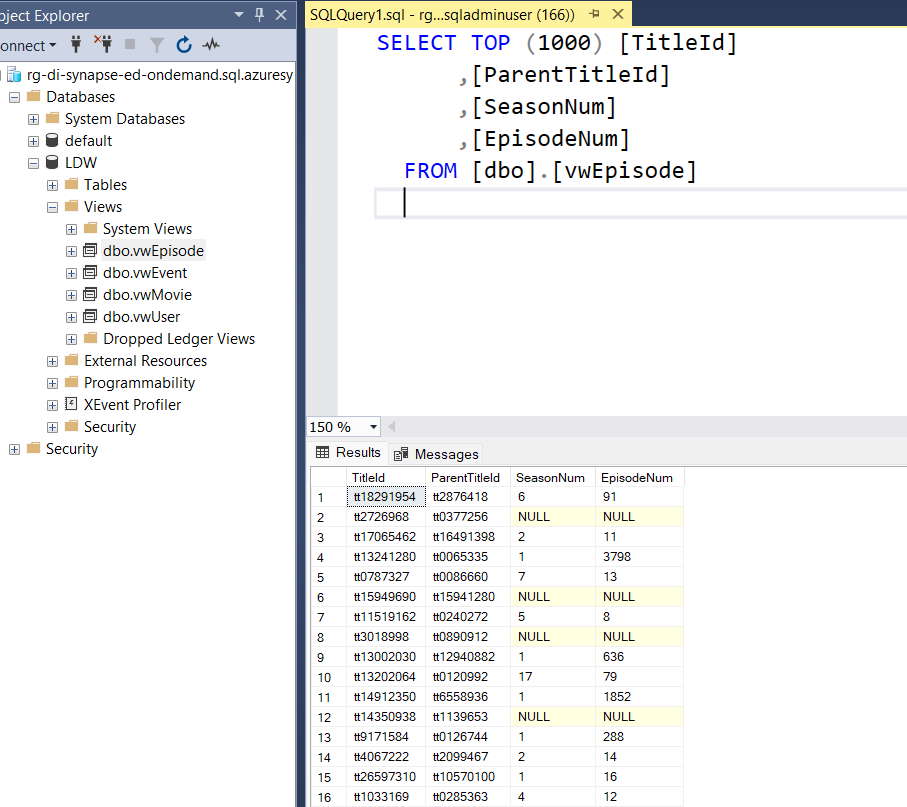 bject Explorer
SQLQuery1.sql - rg...sqladminuser (166))
onnect
rg-di-synapse-ed-ondemand.sql.azuresy
Databases
System Databases
default
LDW
Tables
Views
System Views
dbo.vwEpisode
dbo.vwEvent
dbo.vwMovie
dbo.vwUser
Dropped Ledger Views
External Resources
Programmability
XEvent Profiler
Security
Security
SELECT TOP (1000) [TitleId]
,[ParentTitleId]
,[SeasonNum]
,[EpisodeNum]
FROM [dbo].[vwEpisode]
150 %
Results Messages
TitleId ParentTitleId SeasonNum EpisodeNum
1 tt18291954 tt2876418 6 91
2 tt2726968 tt0377256 NULL NULL
3 tt17065462 tt16491398 2 11
4 tt13241280 tt0065335 1 3798
5 tt0787327 tt0086660 7 13
6 tt15949690 tt15941280 NULL NULL
7 tt11519162 tt0240272 5 8
8 tt3018998 tt0890912 NULL NULL
9 tt13002030 tt12940882 1 636
10 tt13202064 tt0120992 17 79
11 tt14912350 tt6558936 1 1852
12 tt14350938 tt1139653 NULL NULL
13 tt9171584 tt0126744 1 288
14 tt4067222 tt2099467 2 14
15 tt26597310 tt10570100 1 16
16 tt1033169 tt0285363 4 12